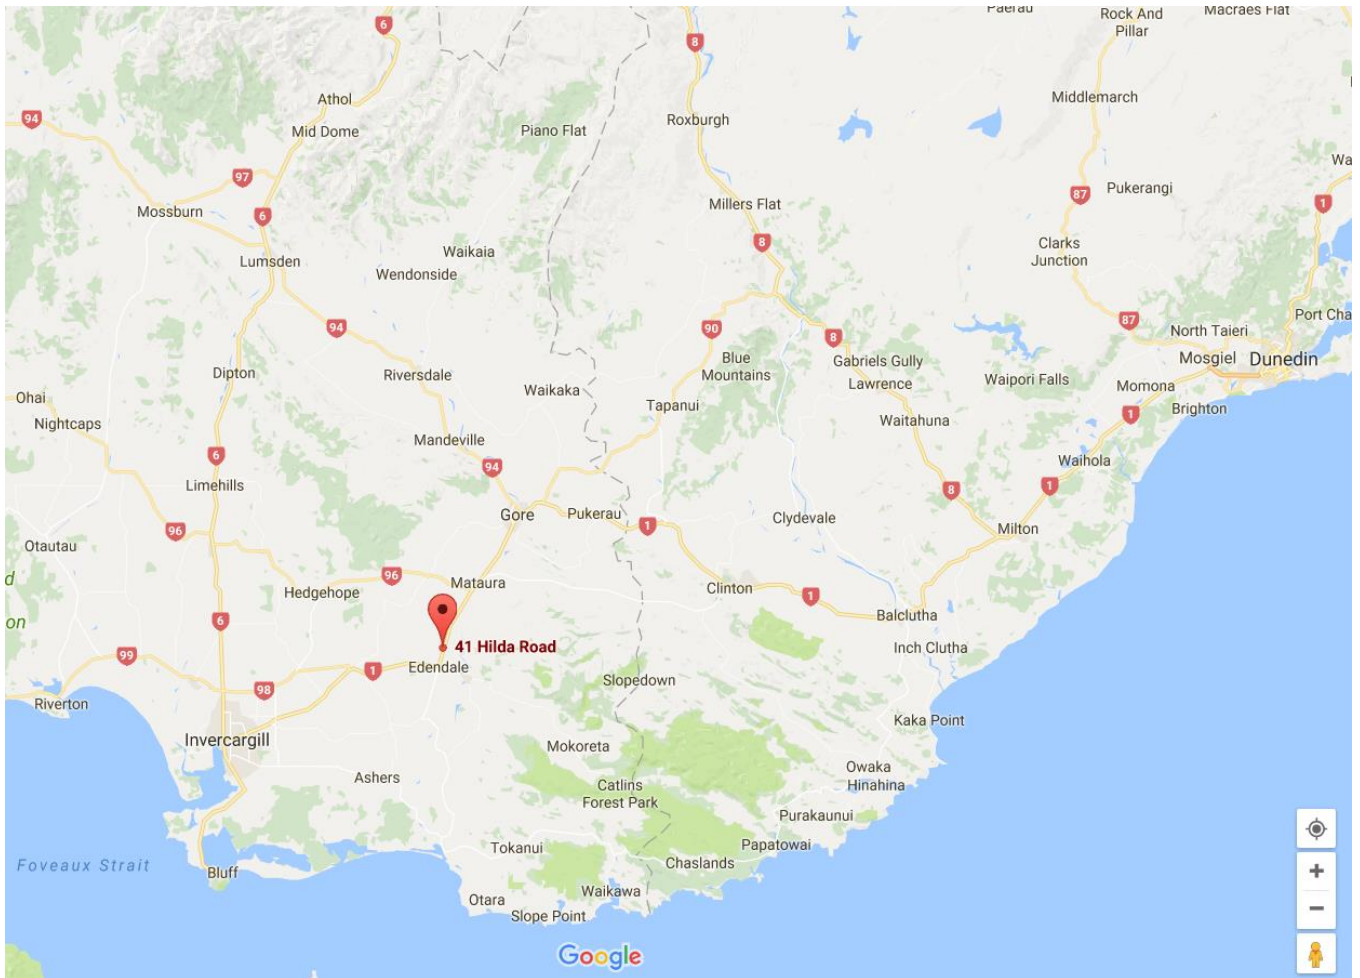 Paerau
Rock And
Pillar
Macraes Flat
6
8
Athol
Middlemarch
94
Roxburgh
Mid Dome
Piano Flat
97
87
Pukerangi
Mossburn
Millers Flat
1
6
8
Clarks
Junction
Waikaia
Lumsden
Wendonside
94
90
87
Port Cha
North Taieri
8
Blue
Mountains
Gabriels Gully
Mosgiel
Dunedin
Dipton
Riversdale
Lawrence
Waipori Falls
Momona
Waikaka
Ohai
Tapanui
Brighton
1
Nightcaps
Waitahuna
Mandeville
6
94
Waihola
Limehills
8
1
Gore
Pukerau
1
Clydevale
Milton
96
Otautau
d
on
96
Mataura
Hedgehope
Clinton
1
Balclutha
6
41 Hilda Road
Inch Clutha
99
1
Edendale
98
Slopedown
Riverton
Kaka Point
Invercargill
Mokoreta
Ashers
Owaka
Hinahina
Catlins
Forest Park
Purakaunui
Tokanui
Papatowai
Foveaux Strait
Bluff
Chaslands
Waikawa
Otara
Slope Point
Google